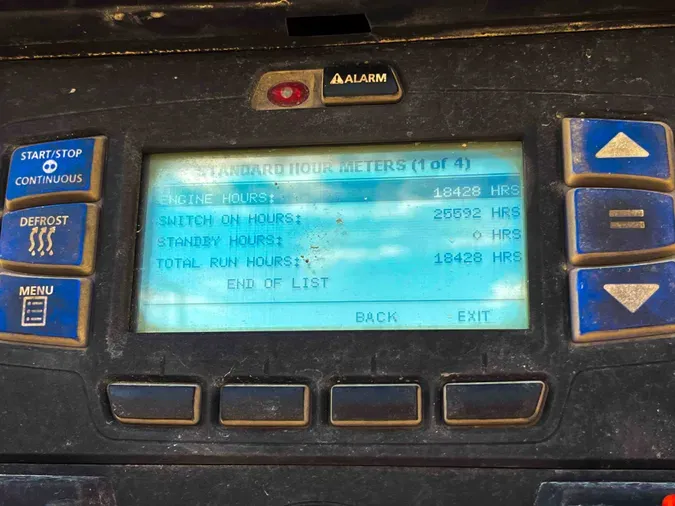 ALARM
START/STOP
CONTINUOUS
DEFROST
MENU
STANDARD HOUR METERS (1 of 4)
ENGINE HOURS: 18428 HRS
SWITCH ON HOURS: 25592 HRS
STANDBY HOURS: 0 HRS
TOTAL RUN HOURS: 18428 HRS
END OF LIST
BACK EXIT